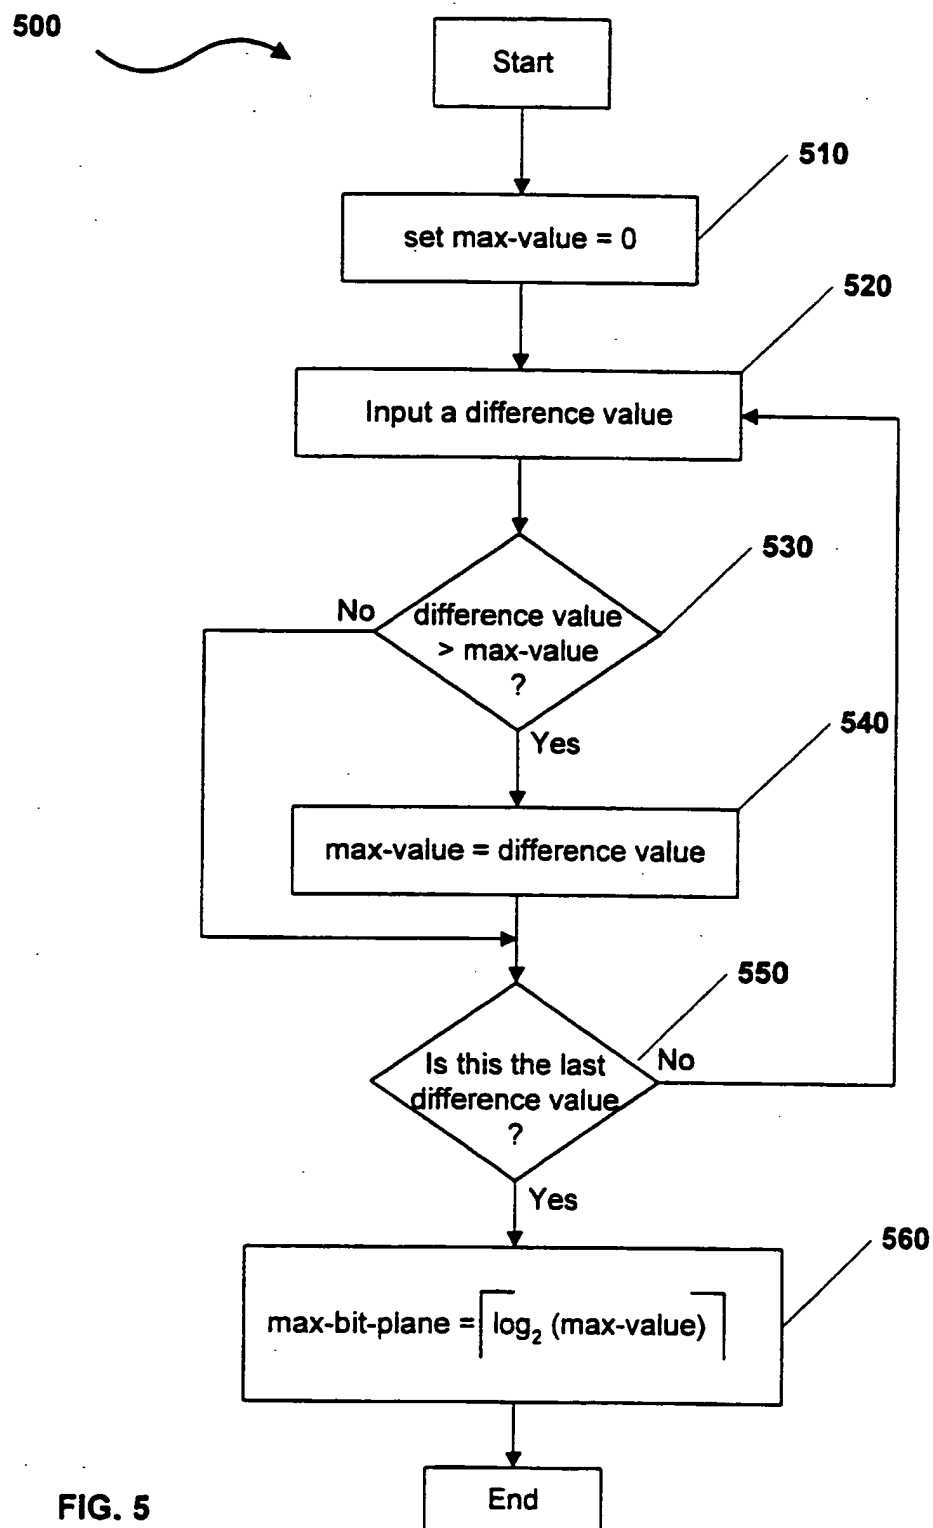 500
Start
510
set max-value = 0
520
Input a difference value
530
No
difference value
> max-value
?
Yes
540
max-value = difference value
550
Is this the last
difference value
?
No
Yes
560
max-bit-plane = ⌈log₂ (max-value)⌉
End
FIG. 5